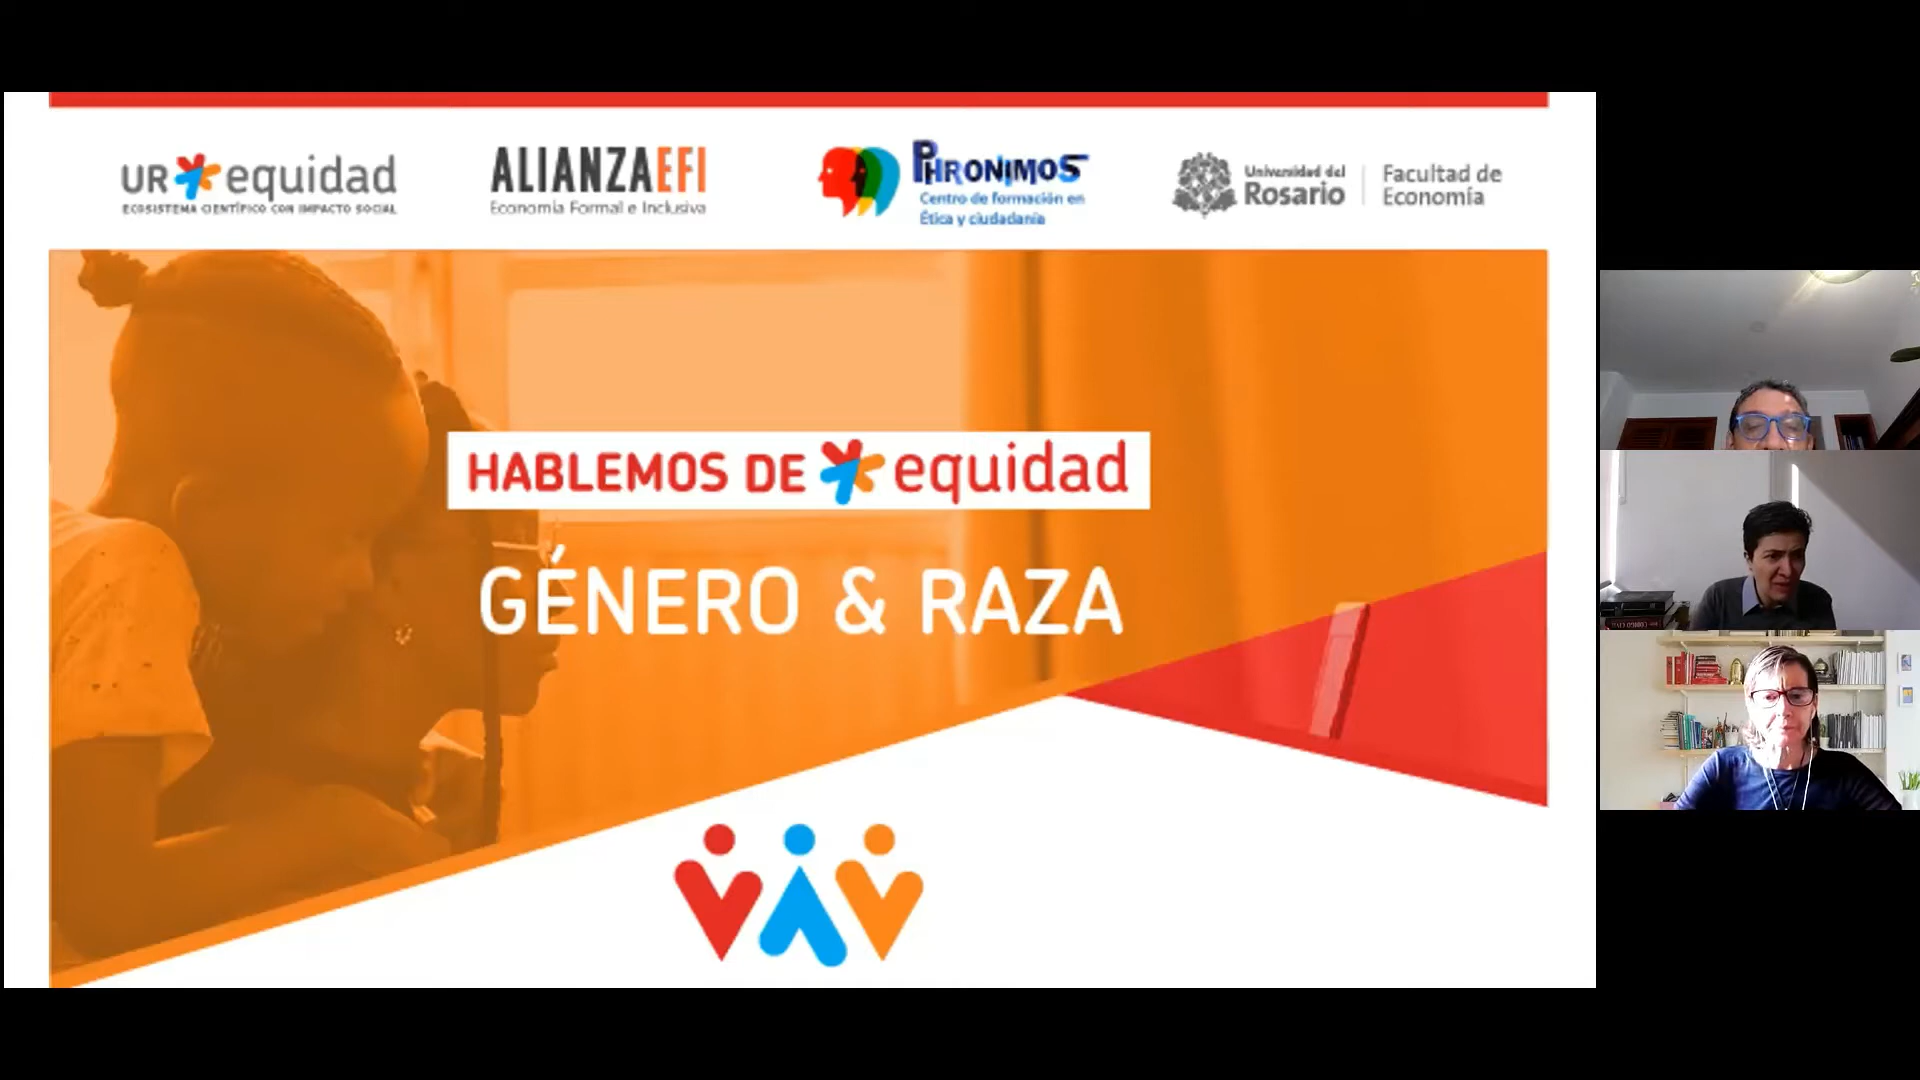 UR equidad
ECOSISTEMA CIENTÍFICO CON IMPACTO SOCIAL
ALIANZAEFI
Economía Formal e Inclusiva
PHRONIMOS
Centro de formación en
Ética y ciudadanía
Universidad del
Rosario
Facultad de
Economía
HABLEMOS DE equidad
GÉNERO & RAZA